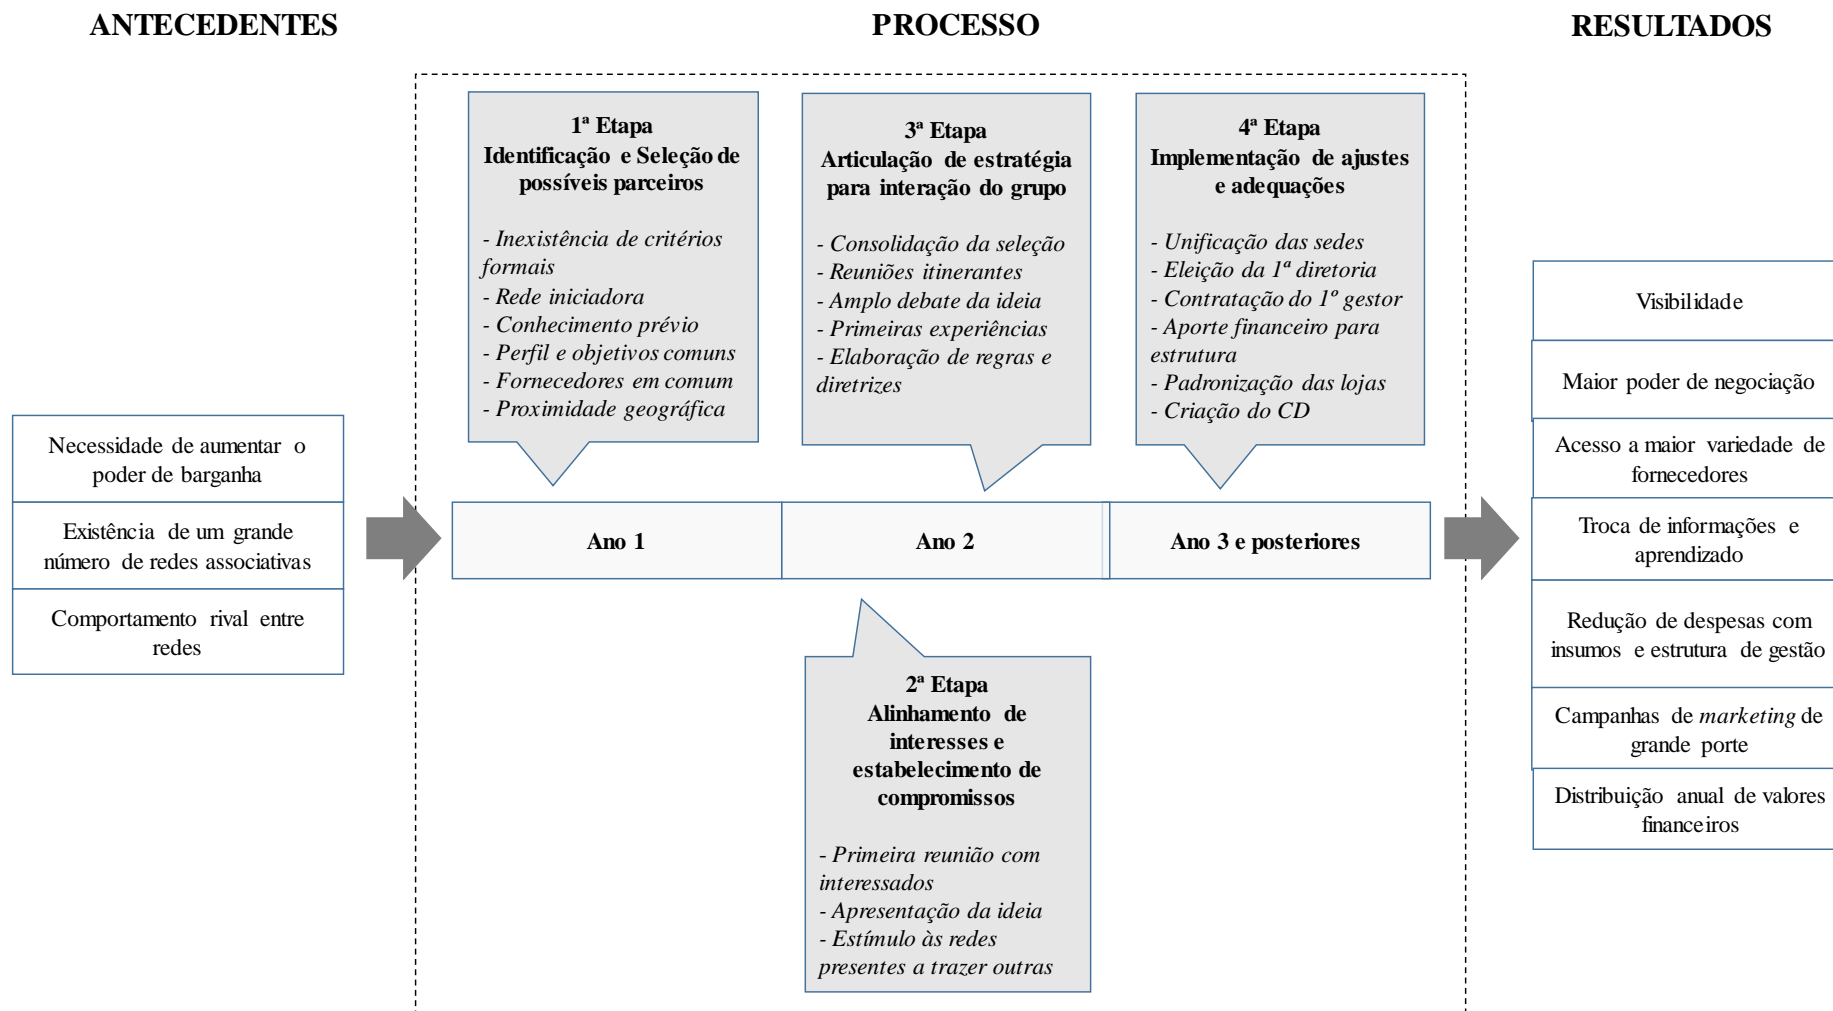 ANTECEDENTES
PROCESSO
RESULTADOS
Necessidade de aumentar o
poder de barganha
Existência de um grande
número de redes associativas
Comportamento rival entre
redes
1ª Etapa
Identificação e Seleção de
possíveis parceiros
- Inexistência de critérios
formais
- Rede iniciadora
- Conhecimento prévio
- Perfil e objetivos comuns
- Fornecedores em comum
- Proximidade geográfica
3ª Etapa
Articulação de estratégia
para interação do grupo
- Consolidação da seleção
- Reuniões itinerantes
- Amplo debate da ideia
- Primeiras experiências
- Elaboração de regras e
diretrizes
4ª Etapa
Implementação de ajustes
e adequações
- Unificação das sedes
- Eleição da 1ª diretoria
- Contratação do 1º gestor
- Aporte financeiro para
estrutura
- Padronização das lojas
- Criação do CD
Ano 1
Ano 2
Ano 3 e posteriores
2ª Etapa
Alinhamento de
interesses e
estabelecimento de
compromissos
- Primeira reunião com
interessados
- Apresentação da ideia
- Estímulo às redes
presentes a trazer outras
Visibilidade
Maior poder de negociação
Acesso a maior variedade de
fornecedores
Troca de informações e
aprendizado
Redução de despesas com
insumos e estrutura de gestão
Campanhas de marketing de
grande porte
Distribuição anual de valores
financeiros